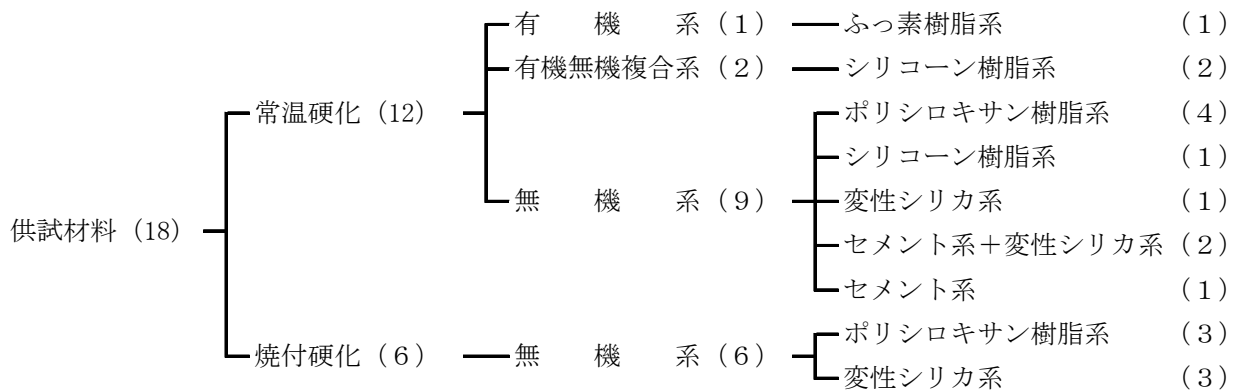 有　機　系（１） ふっ素樹脂系 （１）
有機無機複合系（２） シリコーン樹脂系 （２）
常温硬化（12） ポリシロキサン樹脂系 （４）
シリコーン樹脂系 （１）
無　機　系（９） 変性シリカ系 （１）
供試材料（18） セメント系＋変性シリカ系（２）
セメント系 （１）
ポリシロキサン樹脂系 （３）
焼付硬化（６） 無　機　系（６）
変性シリカ系 （３）